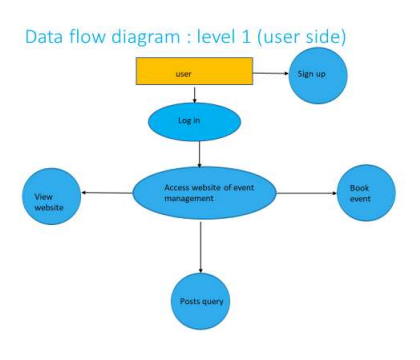 Data flow diagram : level 1 (user side)
user
Sign up
Log in
Access website of event
management
View
website
Book
event
Posts query